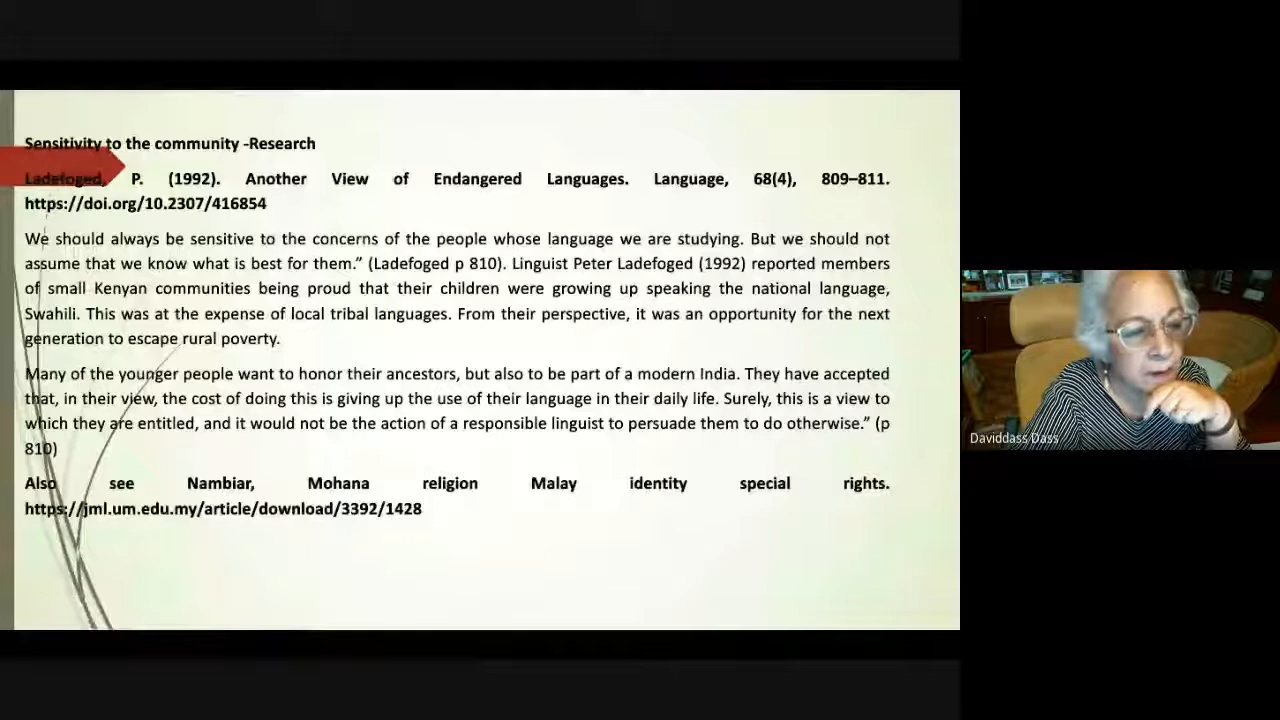 Sensitivity to the community -Research
Ladefoged, P. (1992). Another View of Endangered Languages. Language, 68(4), 809–811.
https://doi.org/10.2307/416854
We should always be sensitive to the concerns of the people whose language we are studying. But we should not
assume that we know what is best for them.” (Ladefoged p 810). Linguist Peter Ladefoged (1992) reported members
of small Kenyan communities being proud that their children were growing up speaking the national language,
Swahili. This was at the expense of local tribal languages. From their perspective, it was an opportunity for the next
generation to escape rural poverty.
Many of the younger people want to honor their ancestors, but also to be part of a modern India. They have accepted
that, in their view, the cost of doing this is giving up the use of their language in their daily life. Surely, this is a view to
which they are entitled, and it would not be the action of a responsible linguist to persuade them to do otherwise.” (p
810)
Also see Nambiar, Mohana religion Malay identity special rights.
https://jml.um.edu.my/article/download/3392/1428
Daviddass Dass